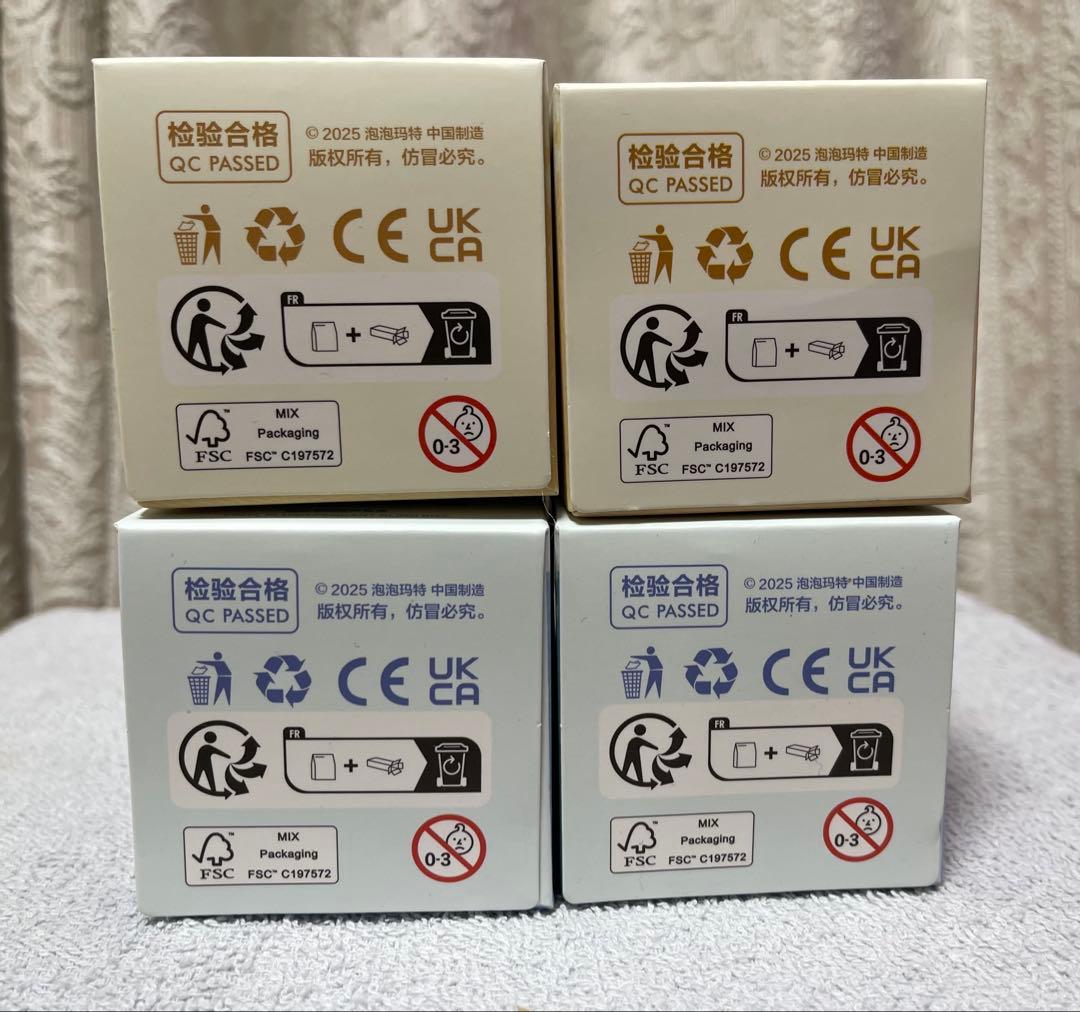 检验合格
QC PASSED
© 2025 泡泡玛特 中国制造
版权所有，仿冒必究。
CE
UK
CA
FR
FSC™
MIX
Packaging
FSC™ C197572
0-3
检验合格
QC PASSED
© 2025 泡泡玛特 中国制造
版权所有，仿冒必究。
CE
UK
CA
FR
FSC™
MIX
Packaging
FSC™ C197572
0-3
检验合格
QC PASSED
© 2025 泡泡玛特 中国制造
版权所有，仿冒必究。
CE
UK
CA
FR
FSC™
MIX
Packaging
FSC™ C197572
0-3
检验合格
QC PASSED
© 2025 泡泡玛特 中国制造
版权所有，仿冒必究。
CE
UK
CA
FR
FSC™
MIX
Packaging
FSC™ C197572
0-3